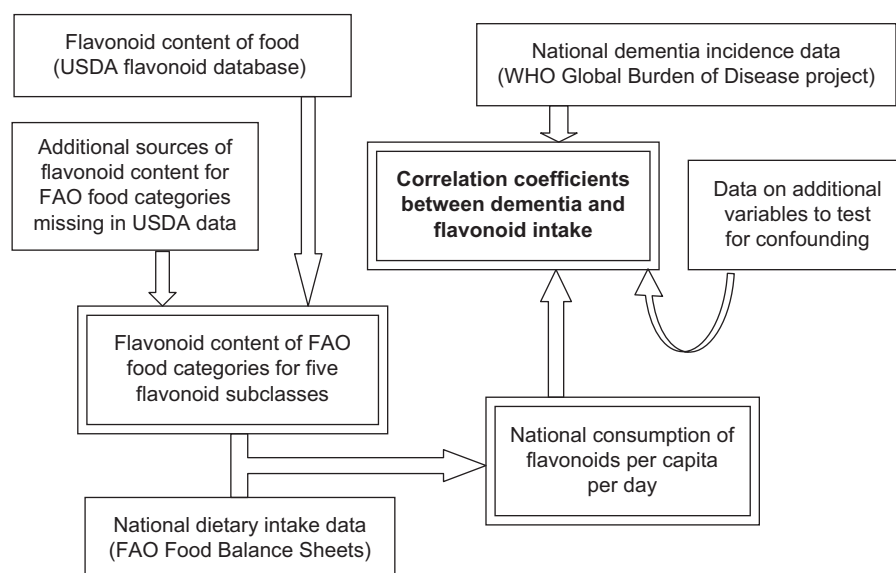 Flavonoid content of food
(USDA flavonoid database)
National dementia incidence data
(WHO Global Burden of Disease project)
Additional sources of
flavonoid content for
FAO food categories
missing in USDA data
Correlation coefficients
between dementia and
flavonoid intake
Data on additional
variables to test
for confounding
Flavonoid content of FAO
food categories for five
flavonoid subclasses
National consumption of
flavonoids per capita
per day
National dietary intake data
(FAO Food Balance Sheets)